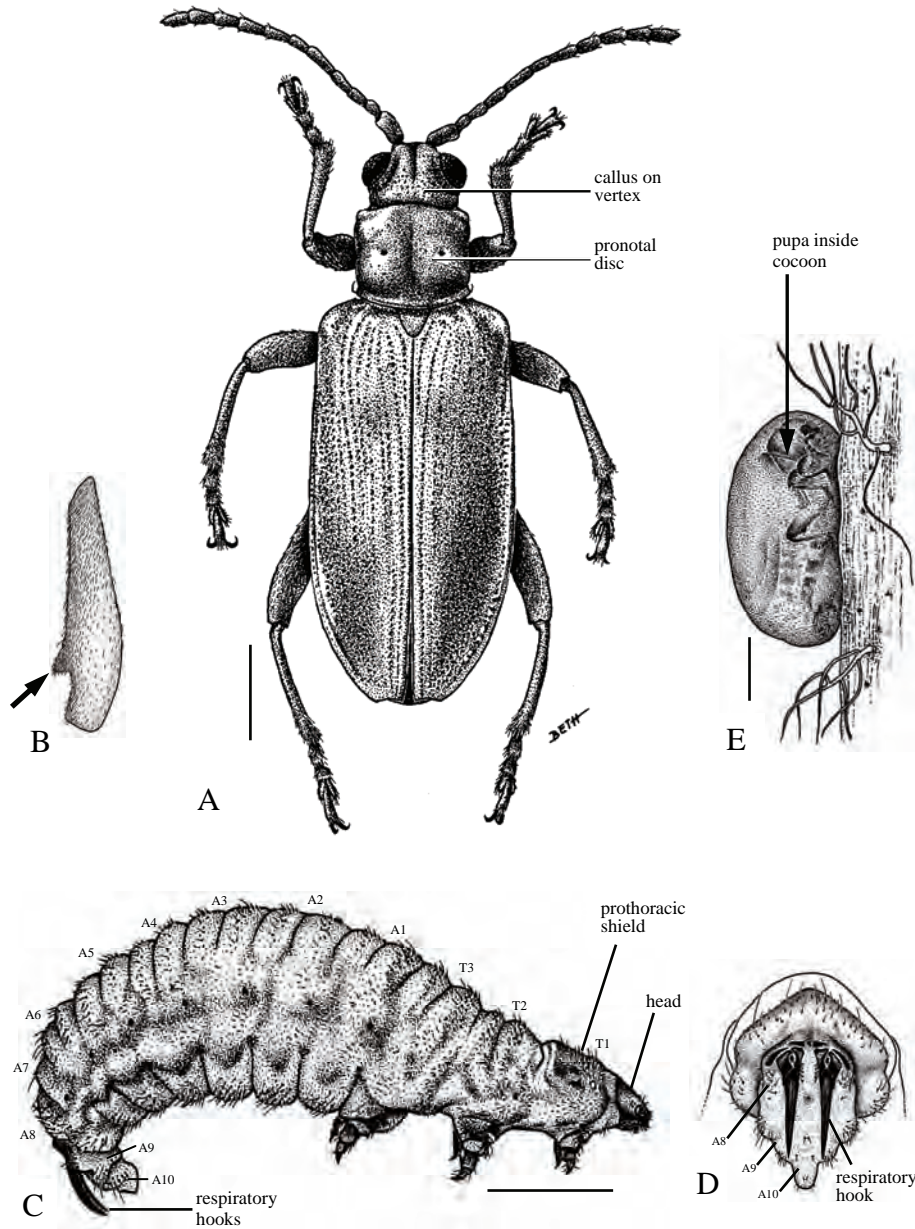 callus on
vertex
pronotal
disc
pupa inside
cocoon
B
A
BETH
E
A3
A2
A4
A1
A5
T3
A6
T2
A7
T1
A8
A9
A10
prothoracic
shield
head
respiratory
hooks
C
A8
A9
A10
respiratory
hook
D